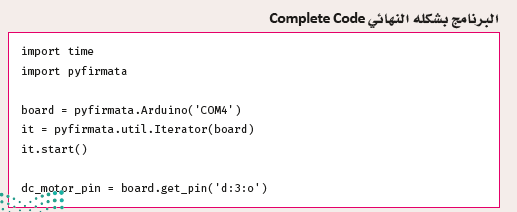 البرنامج بشكله النهائي Complete Code
import time
import pyfirmata
board = pyfirmata.Arduino('COM4')
it = pyfirmata.util.Iterator(board)
it.start()
dc_motor_pin = board.get_pin('d:3:o')